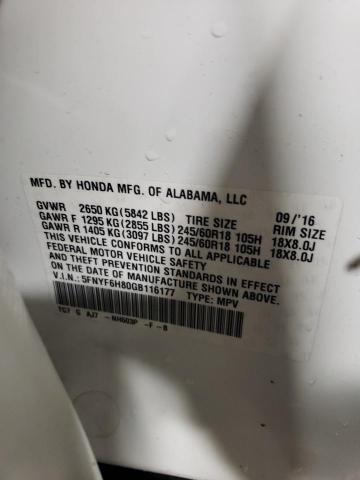 MFD. BY HONDA MFG. OF ALABAMA, LLC 09/'16
GVWR 2650 KG(5842 LBS) TIRE SIZE RIM SIZE
GAWR F 1295 KG(2855 LBS) 245/60R18 105H 18X8.0J
GAWR R 1405 KG(3097 LBS) 245/60R18 105H 18X8.0J
THIS VEHICLE CONFORMS TO ALL APPLICABLE
FEDERAL MOTOR VEHICLE SAFETY AND THEFT
PREVENTION STANDARDS IN EFFECT ON THE
DATE OF MANUFACTURE SHOWN ABOVE.
V.I.N.: 5FNYF6H80GB116177 TYPE: MPV
TG7 G AJ7 -NH603P -F-B